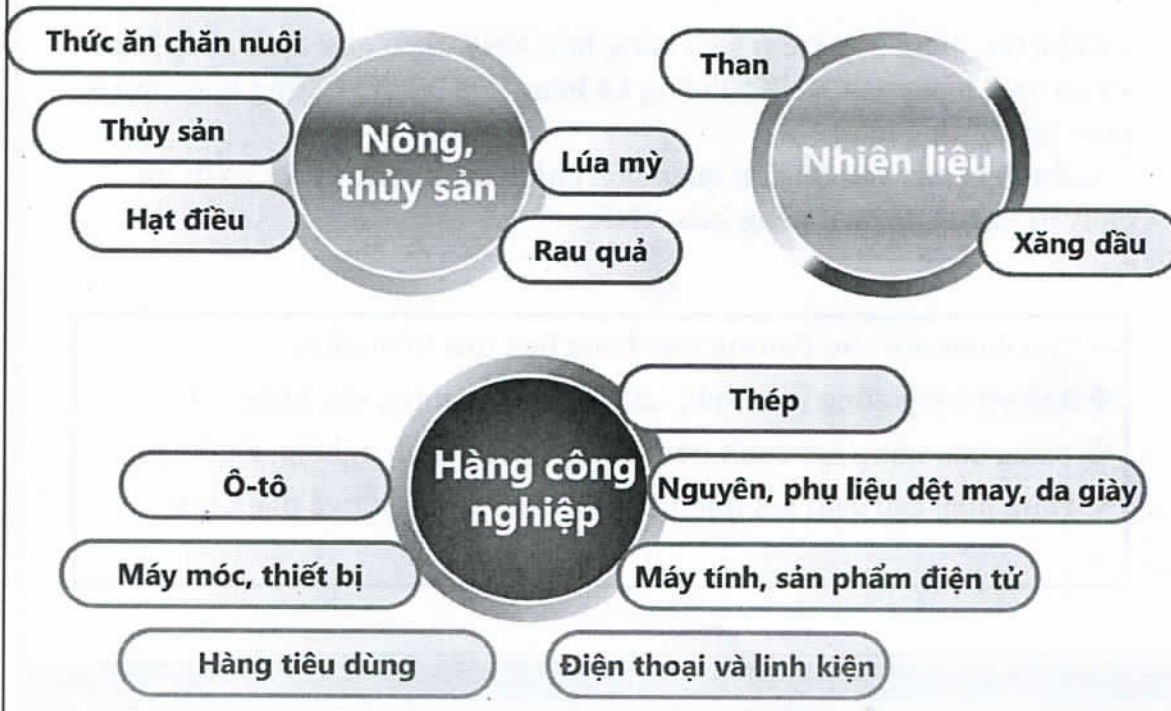 Thức ăn chăn nuôi
Thủy sản
Hạt điều
Nông,
thủy sản
Lúa mỳ
Rau quả
Than
Nhiên liệu
Xăng dầu
Hàng công
nghiệp
Thép
Ô-tô
Nguyên, phụ liệu dệt may, da giày
Máy móc, thiết bị
Máy tính, sản phẩm điện tử
Hàng tiêu dùng
Điện thoại và linh kiện